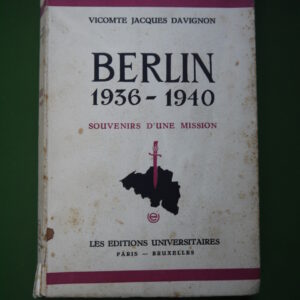 VICOMTE JACQUES DAVIGNON
BERLIN
1936 - 1940
SOUVENIRS D'UNE MISSION
LES EDITIONS UNIVERSITAIRES
PARIS — BRUXELLES